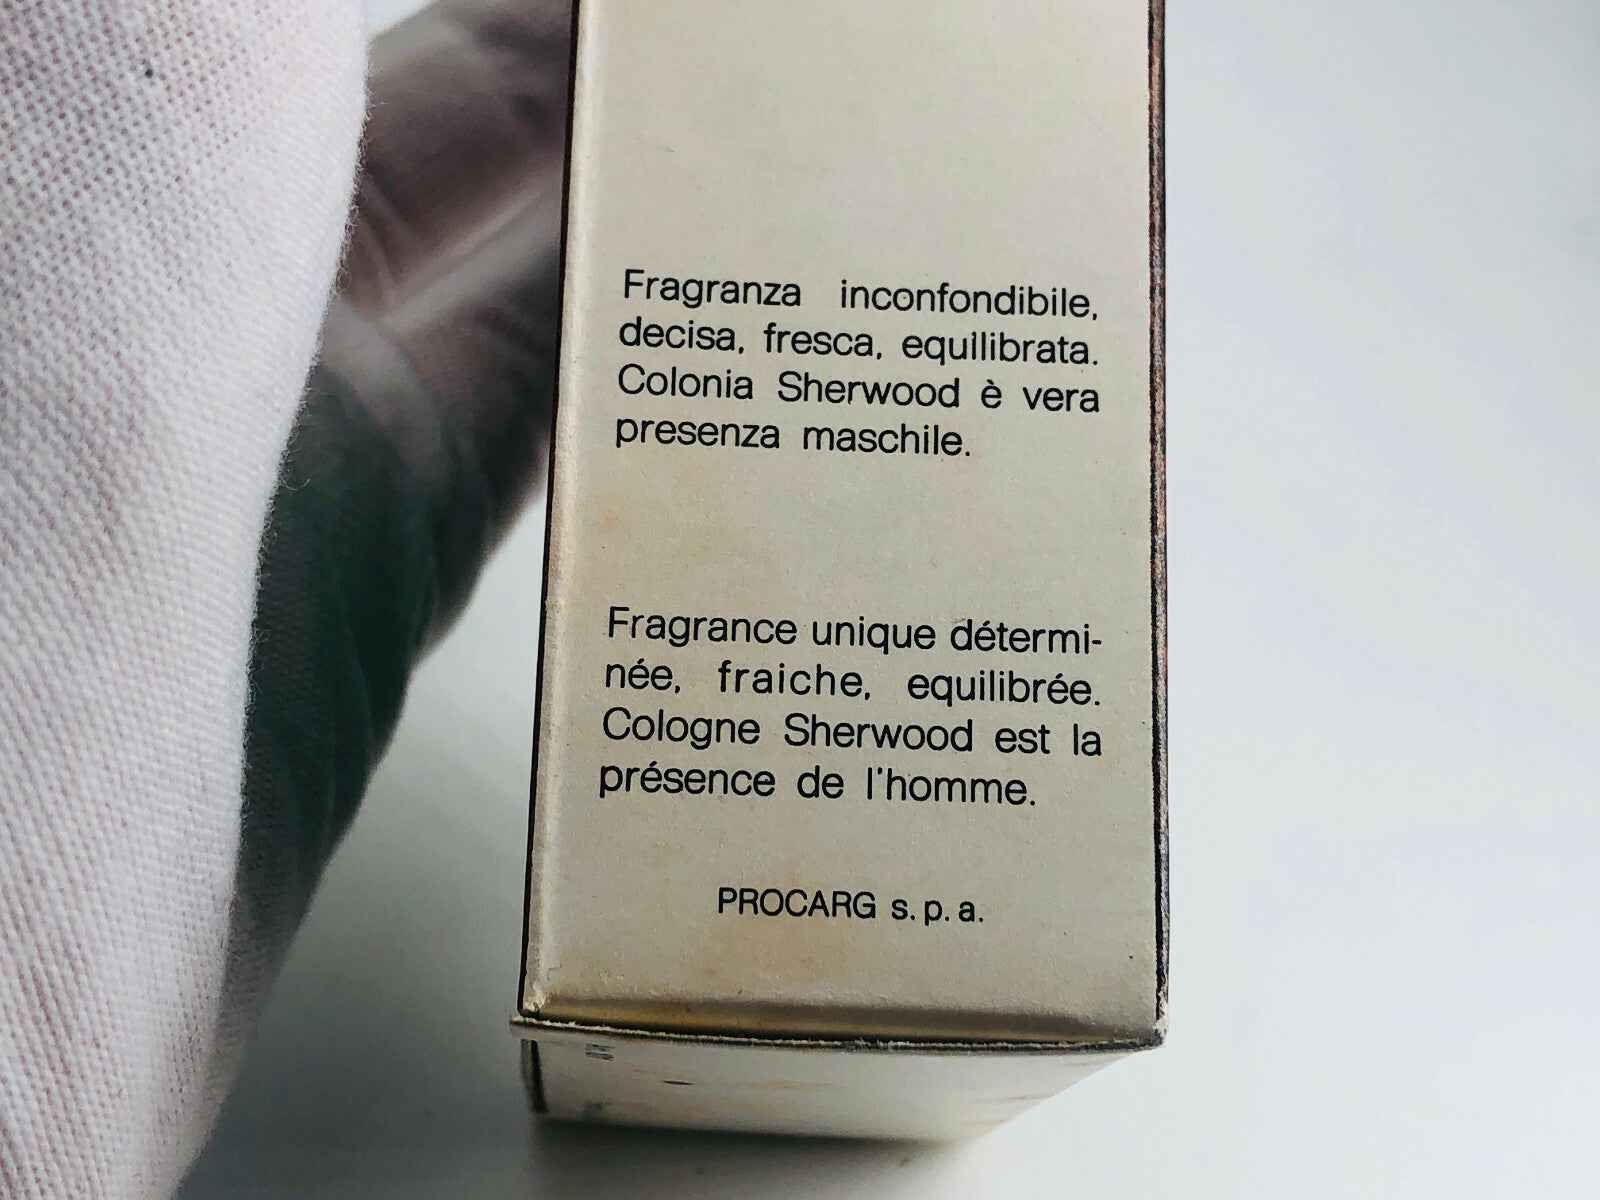 Fragranza inconfondibile,
decisa, fresca, equilibrata.
Colonia Sherwood è vera
presenza maschile.
Fragrance unique détermi-
née, fraiche, equilibrée.
Cologne Sherwood est la
présence de l'homme.
PROCARG s.p.a.